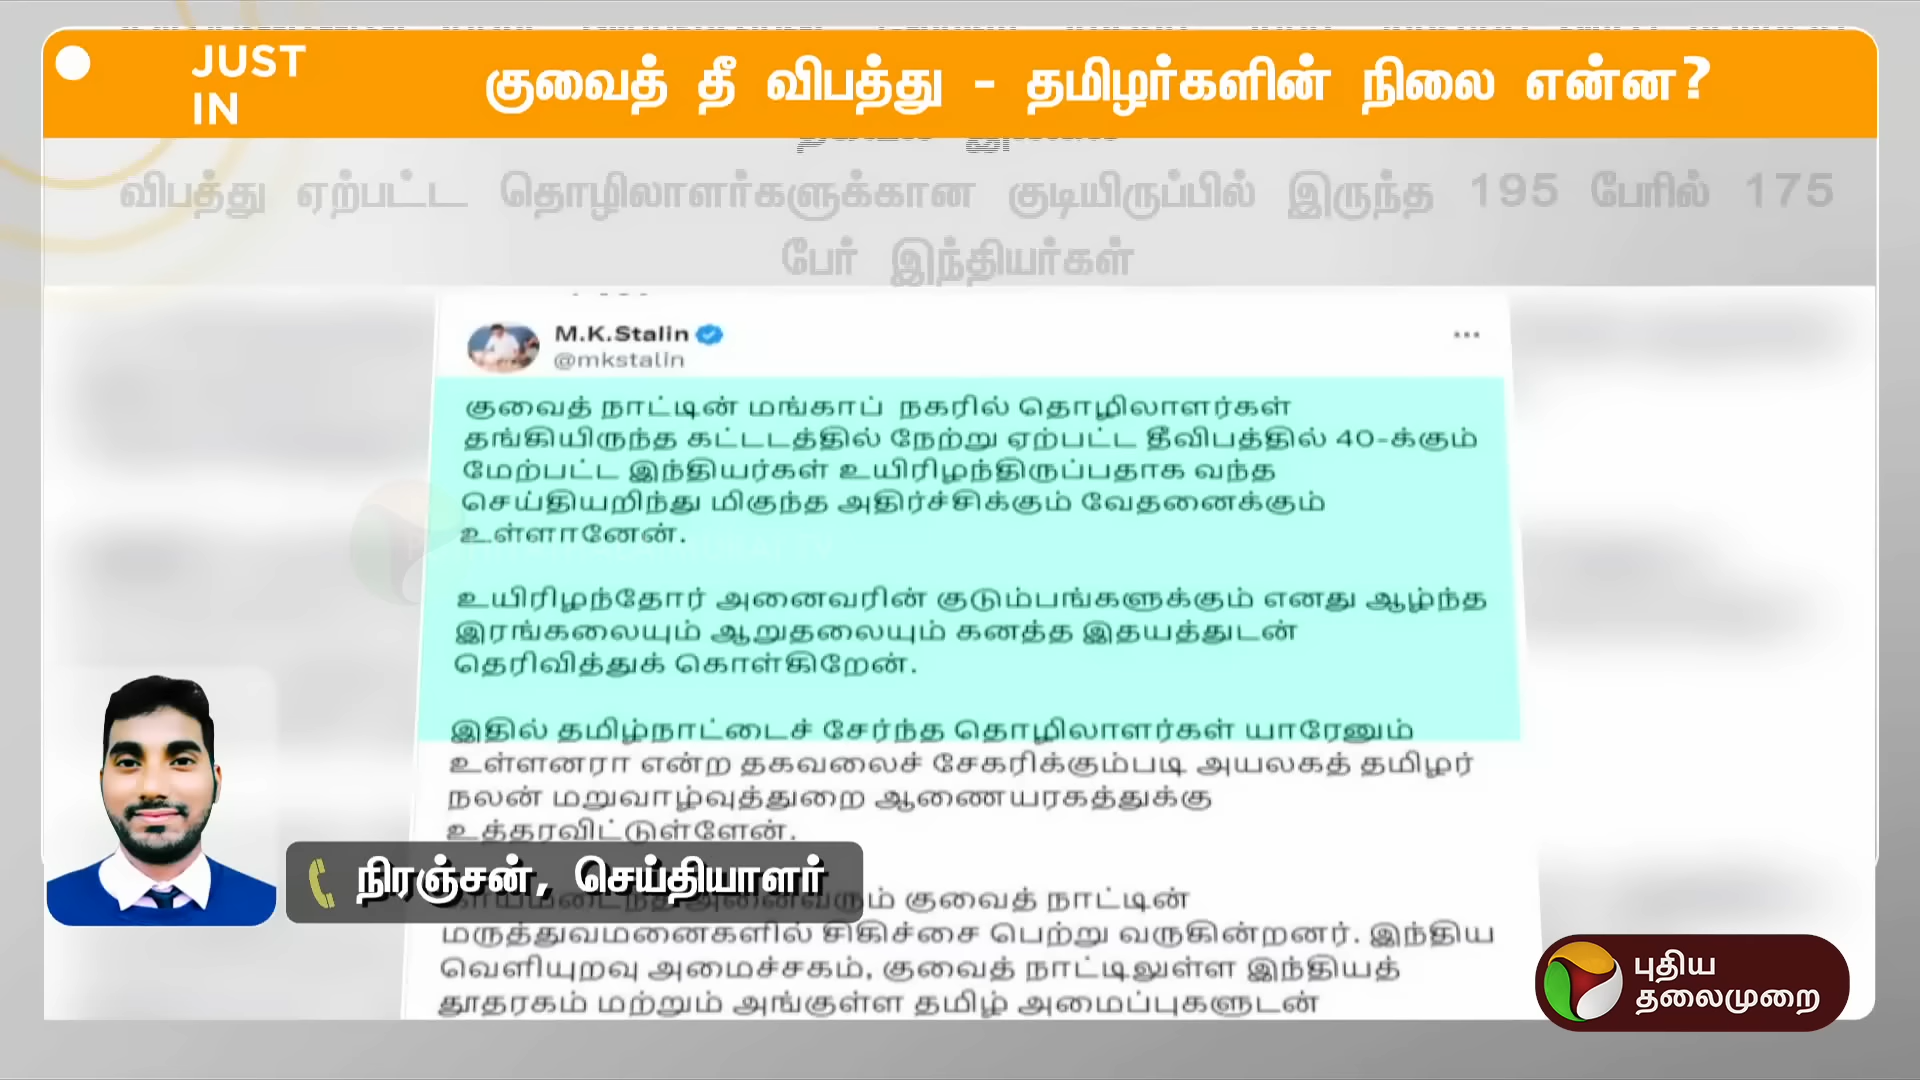 JUST
IN
குவைத் தீ விபத்து - தமிழர்களின் நிலை என்ன?
விபத்து ஏற்பட்ட தொழிலாளர்களுக்கான குடியிருப்பில் இருந்த 195 பேரில் 175
பேர் இந்தியர்கள்
M.K.Stalin
@mkstalin
குவைத் நாட்டின் மங்காப் நகரில் தொழிலாளர்கள்
தங்கியிருந்த கட்டடத்தில் நேற்று ஏற்பட்ட தீவிபத்தில் 40-க்கும்
மேற்பட்ட இந்தியர்கள் உயிரிழந்திருப்பதாக வந்த
செய்தியறிந்து மிகுந்த அதிர்ச்சிக்கும் வேதனைக்கும்
உள்ளானேன்.
உயிரிழந்தோர் அனைவரின் குடும்பங்களுக்கும் எனது ஆழ்ந்த
இரங்கலையும் ஆறுதலையும் கனத்த இதயத்துடன்
தெரிவித்துக் கொள்கிறேன்.
இதில் தமிழ்நாட்டைச் சேர்ந்த தொழிலாளர்கள் யாரேனும்
உள்ளனரா என்ற தகவலைச் சேகரிக்கும்படி அயலகத் தமிழர்
நலன் மறுவாழ்வுத்துறை ஆணையரகத்துக்கு
உத்தரவிட்டுள்ளேன்.
குவைத் நாட்டின்
மருத்துவமனைகளில் சிகிச்சை பெற்று வருகின்றனர். இந்திய
வெளியுறவு அமைச்சகம், குவைத் நாட்டிலுள்ள இந்தியத்
தூதரகம் மற்றும் அங்குள்ள தமிழ் அமைப்புகளுடன்
நிரஞ்சன், செய்தியாளர்
புதிய
தலைமுறை